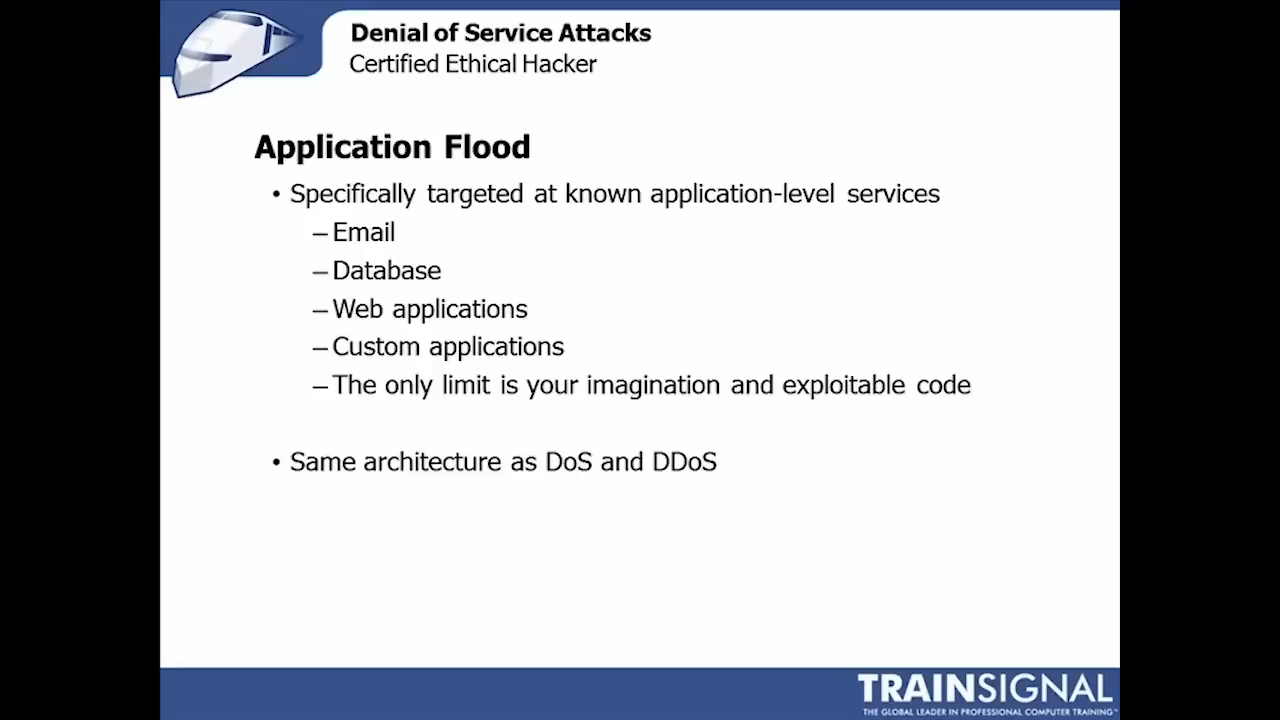 Denial of Service Attacks
Certified Ethical Hacker
Application Flood
• Specifically targeted at known application-level services
– Email
– Database
– Web applications
– Custom applications
– The only limit is your imagination and exploitable code
• Same architecture as DoS and DDoS
TRAINSIGNAL
THE GLOBAL LEADER IN PROFESSIONAL COMPUTER TRAINING™